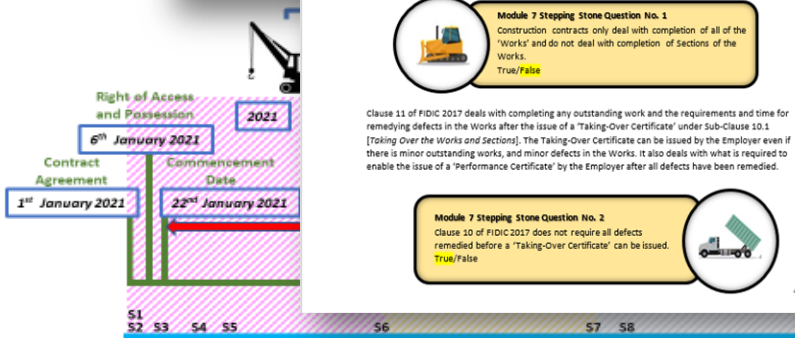 Module 7 Stepping Stone Question No. 1
Construction contracts only deal with completion of all of the
'Works' and do not deal with completion of Sections of the
Works.
True/False
Right of Access
and Possession
6th January 2021
2021
Contract
Agreement
1st January 2021
Commencement
Date
22nd January 2021
Clause 11 of FIDIC 2017 deals with completing any outstanding work and the requirements and time for
remedying defects in the Works after the issue of a 'Taking-Over Certificate' under Sub-Clause 10.1
[Taking Over the Works and Sections]. The Taking-Over Certificate can be issued by the Employer even if
there is minor outstanding works, and minor defects in the Works. It also deals with what is required to
enable the issue of a 'Performance Certificate' by the Employer after all defects have been remedied.
Module 7 Stepping Stone Question No. 2
Clause 10 of FIDIC 2017 does not require all defects
remedied before a 'Taking-Over Certificate' can be issued.
True/False
S1
S2 S3 S4 S5 S6 S7 S8